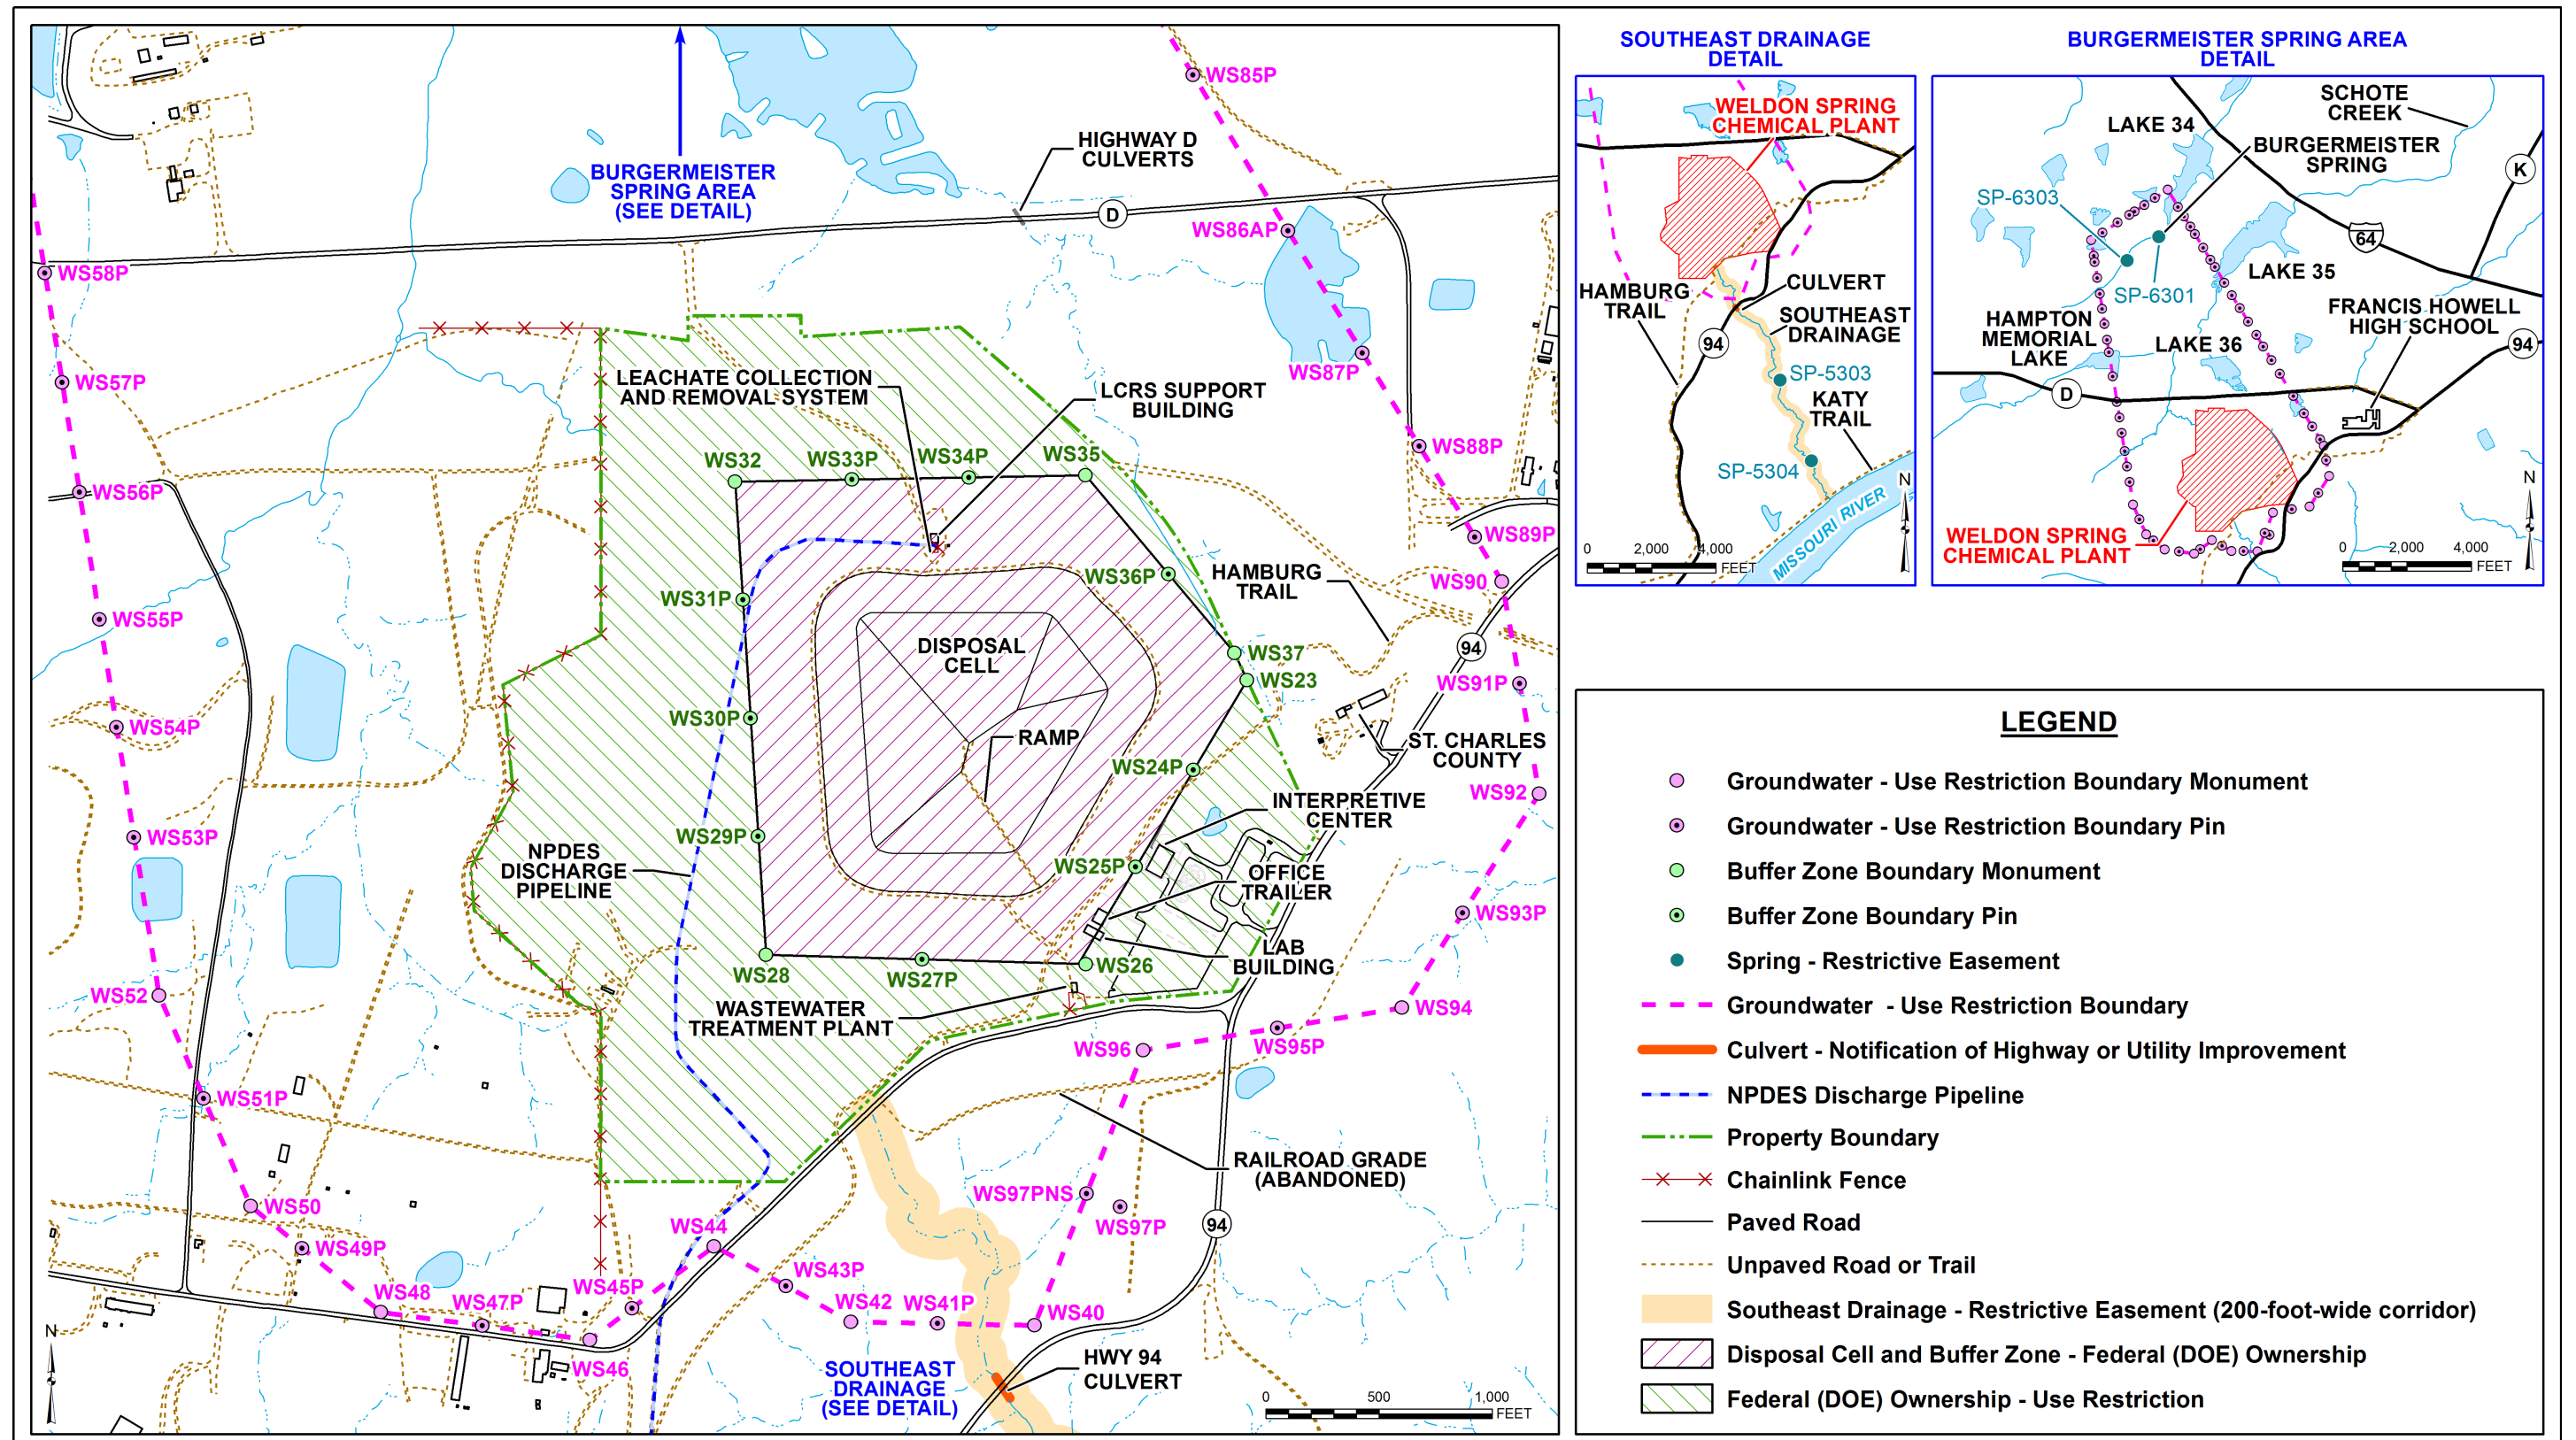 WS85P
HIGHWAY D
CULVERTS
BURGERMEISTER
SPRING AREA
(SEE DETAIL)
D
WS86AP
WS58P
WS87P
WS57P
LEACHATE COLLECTION
AND REMOVAL SYSTEM
LCRS SUPPORT
BUILDING
WS88P
WS32
WS33P
WS34P
WS35
WS56P
WS89P
WS36P
HAMBURG
TRAIL
WS90
WS31P
WS55P
DISPOSAL
CELL
94
WS37
WS23
WS91P
WS30P
WS54P
RAMP
ST. CHARLES
COUNTY
WS24P
WS92
INTERPRETIVE
CENTER
WS29P
WS53P
NPDES
DISCHARGE
PIPELINE
WS25P
OFFICE
TRAILER
WS93P
LAB
BUILDING
WS28
WS27P
WS26
WS52
WASTEWATER
TREATMENT PLANT
WS94
WS96
WS95P
WS51P
RAILROAD GRADE
(ABANDONED)
WS97PNS
WS97P
WS50
94
WS44
WS49P
WS43P
WS45P
WS48
WS47P
WS42
WS41P
WS40
WS46
N
SOUTHEAST
DRAINAGE
(SEE DETAIL)
HWY 94
CULVERT
0 500 1,000
FEET
SOUTHEAST DRAINAGE
DETAIL
WELDON SPRING
CHEMICAL PLANT
CULVERT
HAMBURG
TRAIL
SOUTHEAST
DRAINAGE
94
SP-5303
KATY
TRAIL
SP-5304
N
MISSOURI RIVER
0 2,000 4,000
FEET
BURGERMEISTER SPRING AREA
DETAIL
SCHOTE
CREEK
LAKE 34
BURGERMEISTER
SPRING
K
SP-6303
64
LAKE 35
SP-6301
FRANCIS HOWELL
HIGH SCHOOL
HAMPTON
MEMORIAL
LAKE
LAKE 36
94
D
N
WELDON SPRING
CHEMICAL PLANT
0 2,000 4,000
FEET
LEGEND
Groundwater - Use Restriction Boundary Monument
Groundwater - Use Restriction Boundary Pin
Buffer Zone Boundary Monument
Buffer Zone Boundary Pin
Spring - Restrictive Easement
Groundwater - Use Restriction Boundary
Culvert - Notification of Highway or Utility Improvement
NPDES Discharge Pipeline
Property Boundary
Chainlink Fence
Paved Road
Unpaved Road or Trail
Southeast Drainage - Restrictive Easement (200-foot-wide corridor)
Disposal Cell and Buffer Zone - Federal (DOE) Ownership
Federal (DOE) Ownership - Use Restriction